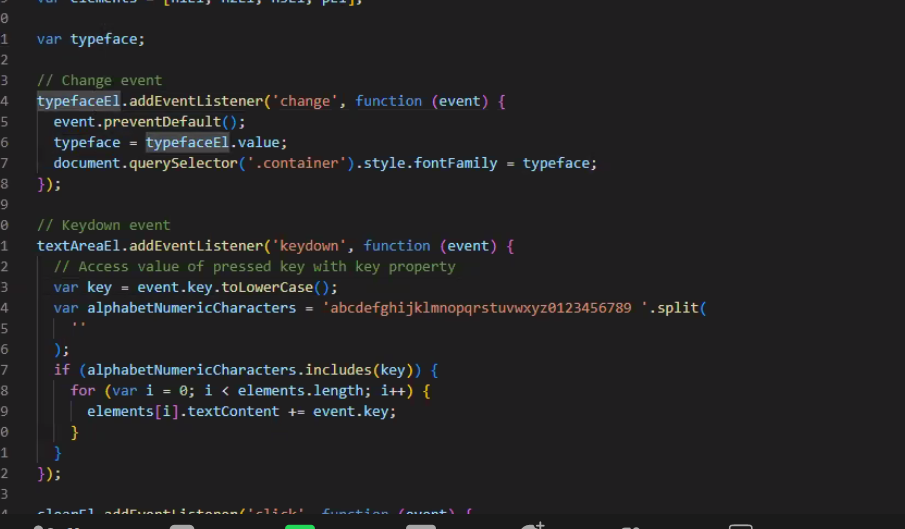 var elements = [h1El, h2El, h3El, pEl];
0
1 var typeface;
2
3 // Change event
4 typefaceEl.addEventListener('change', function (event) {
5 event.preventDefault();
6 typeface = typefaceEl.value;
7 document.querySelector('.container').style.fontFamily = typeface;
8 });
9
0 // Keydown event
1 textAreaEl.addEventListener('keydown', function (event) {
2 // Access value of pressed key with key property
3 var key = event.key.toLowerCase();
4 var alphabetNumericCharacters = 'abcdefghijklmnopqrstuvwxyz0123456789 '.split(
5 ''
6 );
7 if (alphabetNumericCharacters.includes(key)) {
8 for (var i = 0; i < elements.length; i++) {
9 elements[i].textContent += event.key;
0 }
1 }
2 });
3
4 clearEl.addEventListener('click', function (event) {